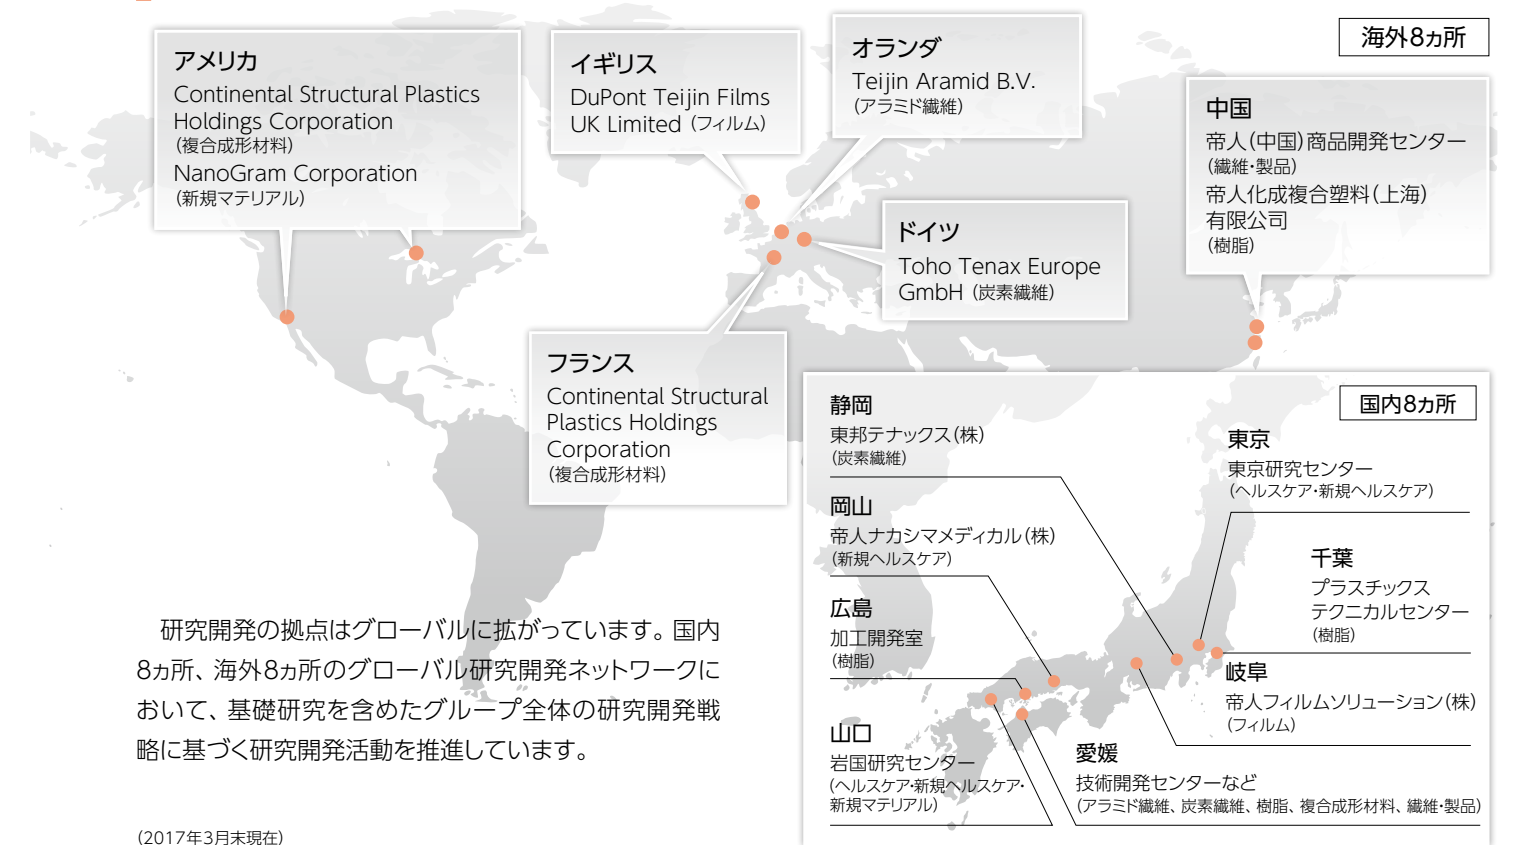 海外8ヵ所
アメリカ
Continental Structural Plastics
Holdings Corporation
(複合成形材料)
NanoGram Corporation
(新規マテリアル)
イギリス
DuPont Teijin Films
UK Limited (フィルム)
オランダ
Teijin Aramid B.V.
(アラミド繊維)
中国
帝人(中国)商品開発センター
(繊維・製品)
帝人化成複合塑料(上海)
有限公司
(樹脂)
ドイツ
Toho Tenax Europe
GmbH (炭素繊維)
フランス
Continental Structural
Plastics Holdings
Corporation
(複合成形材料)
国内8ヵ所
静岡
東邦テナックス(株)
(炭素繊維)
岡山
帝人ナカシマメディカル(株)
(新規ヘルスケア)
広島
加工開発室
(樹脂)
山口
岩国研究センター
(ヘルスケア・新規ヘルスケア・
新規マテリアル)
東京
東京研究センター
(ヘルスケア・新規ヘルスケア)
千葉
プラスチックス
テクニカルセンター
(樹脂)
岐阜
帝人フィルムソリューション(株)
(フィルム)
愛媛
技術開発センターなど
(アラミド繊維、炭素繊維、樹脂、複合成形材料、繊維・製品)
研究開発の拠点はグローバルに拡がっています。国内
8ヵ所、海外8ヵ所のグローバル研究開発ネットワークに
おいて、基礎研究を含めたグループ全体の研究開発戦
略に基づく研究開発活動を推進しています。
(2017年3月末現在)